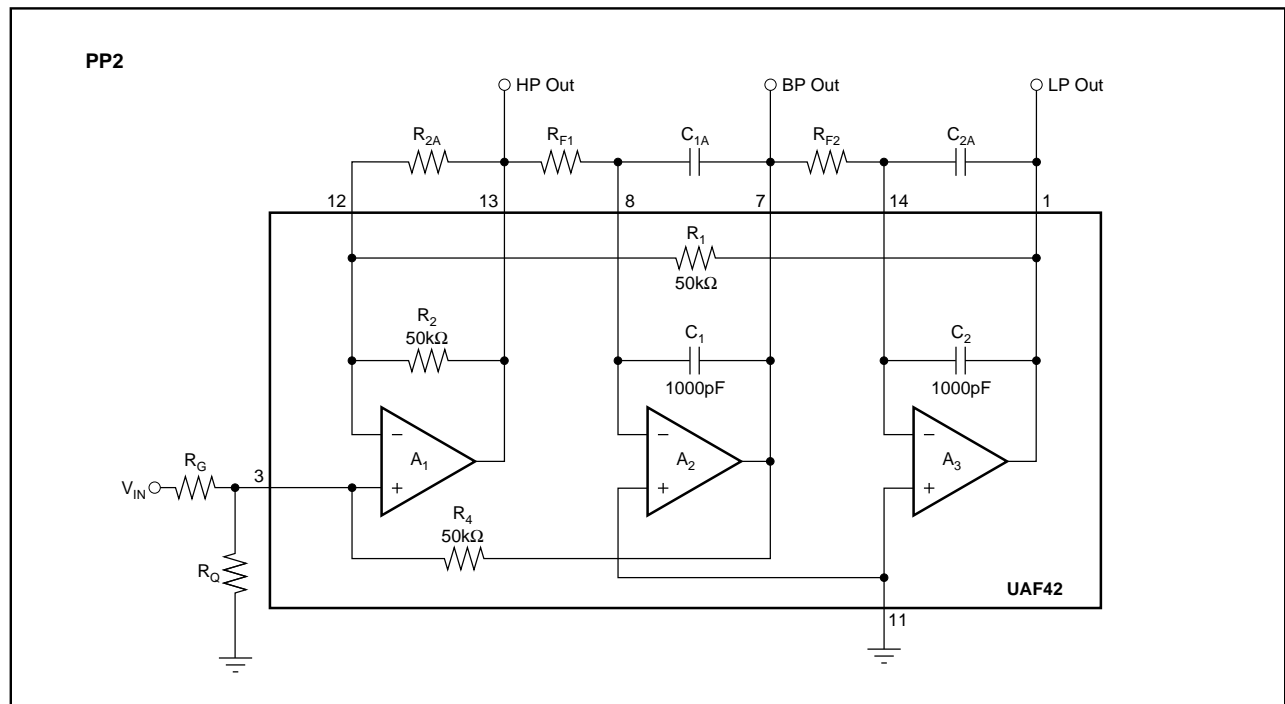 PP2
HP Out
BP Out
LP Out
R2A
RF1
C1A
RF2
C2A
12
13
8
7
14
1
R1
50kΩ
R2
50kΩ
C1
1000pF
C2
1000pF
RG
VIN
3
−
A1
+
−
A2
+
−
A3
+
R4
50kΩ
RQ
UAF42
11